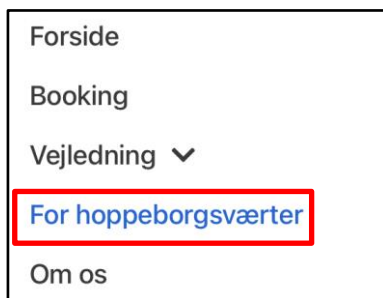 Forside
Booking
Vejledning
For hoppeborgsværter
Om os